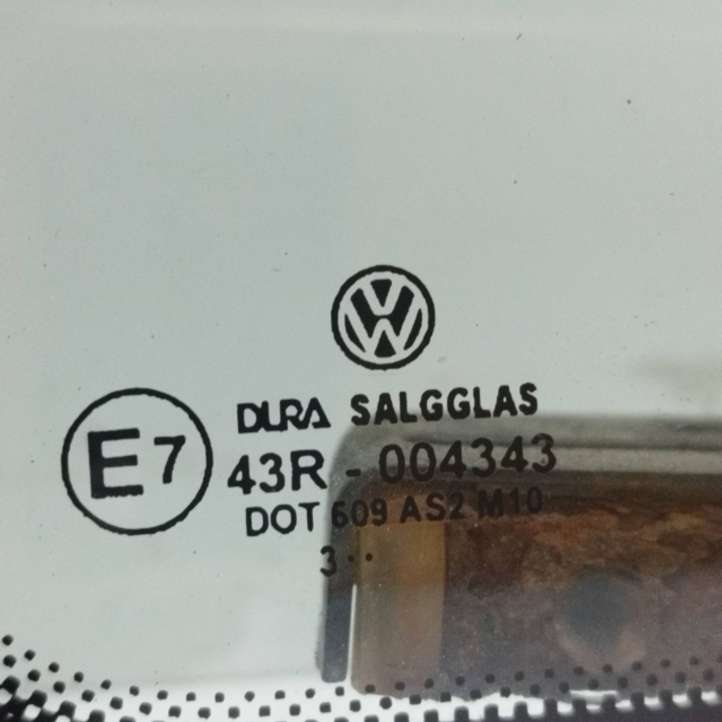 DURA SALGGLAS
E7 43R - 004343
DOT 609 AS2 M10
3··